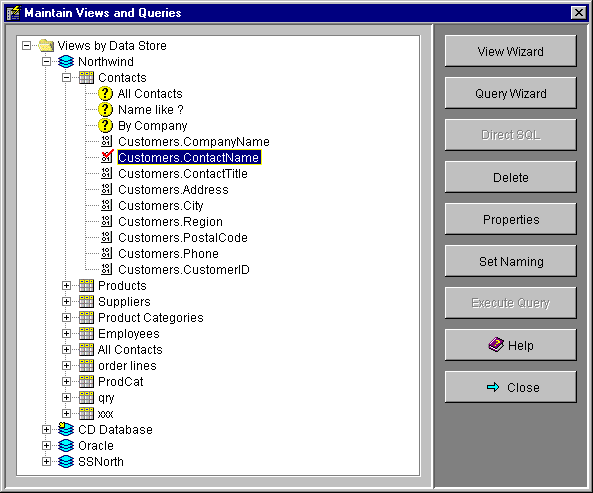 Maintain Views and Queries
Views by Data Store
Northwind
Contacts
All Contacts
Name like ?
By Company
Customers.CompanyName
Customers.ContactName
Customers.ContactTitle
Customers.Address
Customers.City
Customers.Region
Customers.PostalCode
Customers.Phone
Customers.CustomerID
Products
Suppliers
Product Categories
Employees
All Contacts
order lines
ProdCat
qry
xxx
CD Database
Oracle
SSNorth
View Wizard
Query Wizard
Direct SQL
Delete
Properties
Set Naming
Execute Query
Help
Close